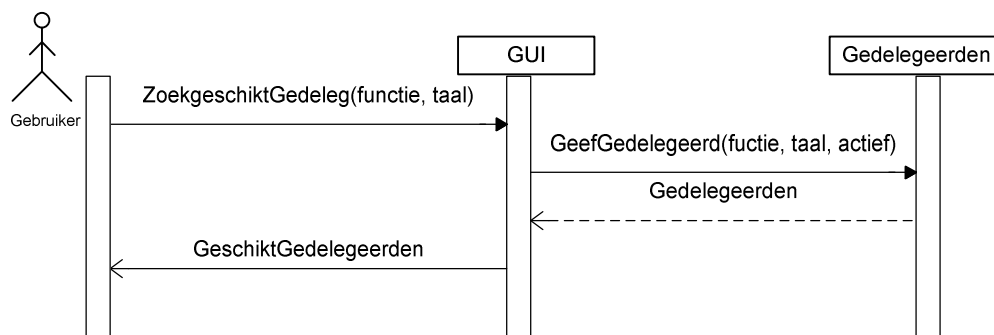 GUI
Gedelegeerden
Gebruiker
ZoekgeschiktGedeleg(functie, taal)
GeefGedelegeerd(fuctie, taal, actief)
Gedelegeerden
GeschiktGedelegeerden